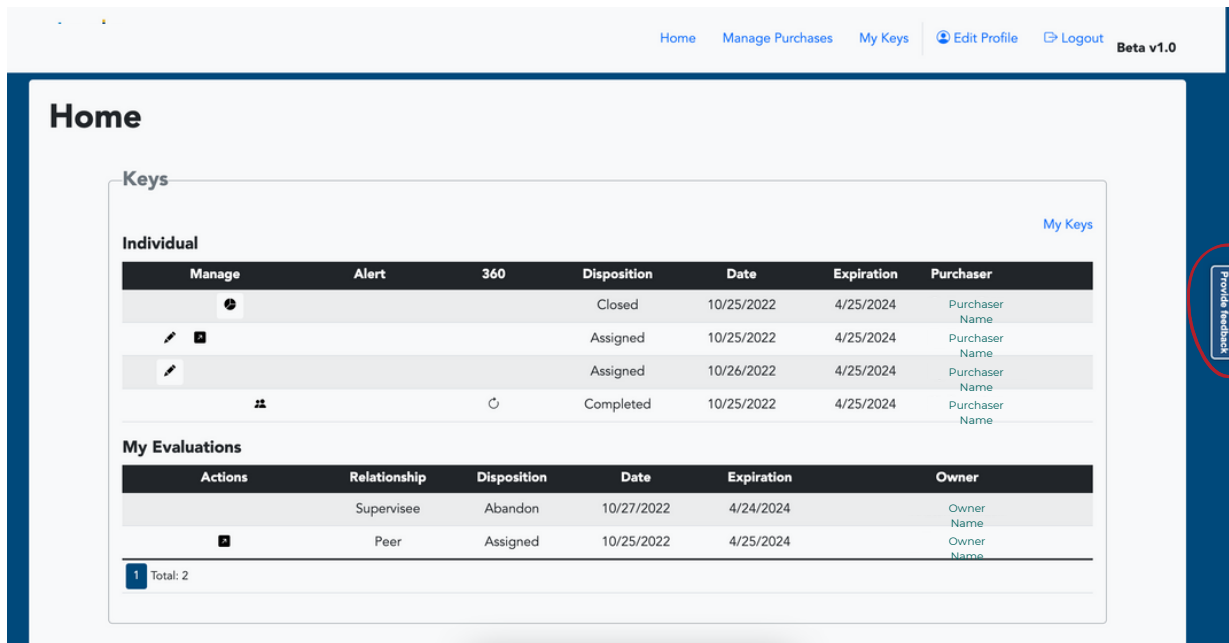 Home Manage Purchases My Keys Edit Profile Logout Beta v1.0
Home
Keys
My Keys
Individual
Manage Alert 360 Disposition Date Expiration Purchaser
Closed 10/25/2022 4/25/2024 Purchaser Name
Assigned 10/25/2022 4/25/2024 Purchaser Name
Assigned 10/26/2022 4/25/2024 Purchaser Name
Completed 10/25/2022 4/25/2024 Purchaser Name
My Evaluations
Actions Relationship Disposition Date Expiration Owner
Supervisee Abandon 10/27/2022 4/24/2024 Owner Name
Peer Assigned 10/25/2022 4/25/2024 Owner Name
1 Total: 2
Provide feedback